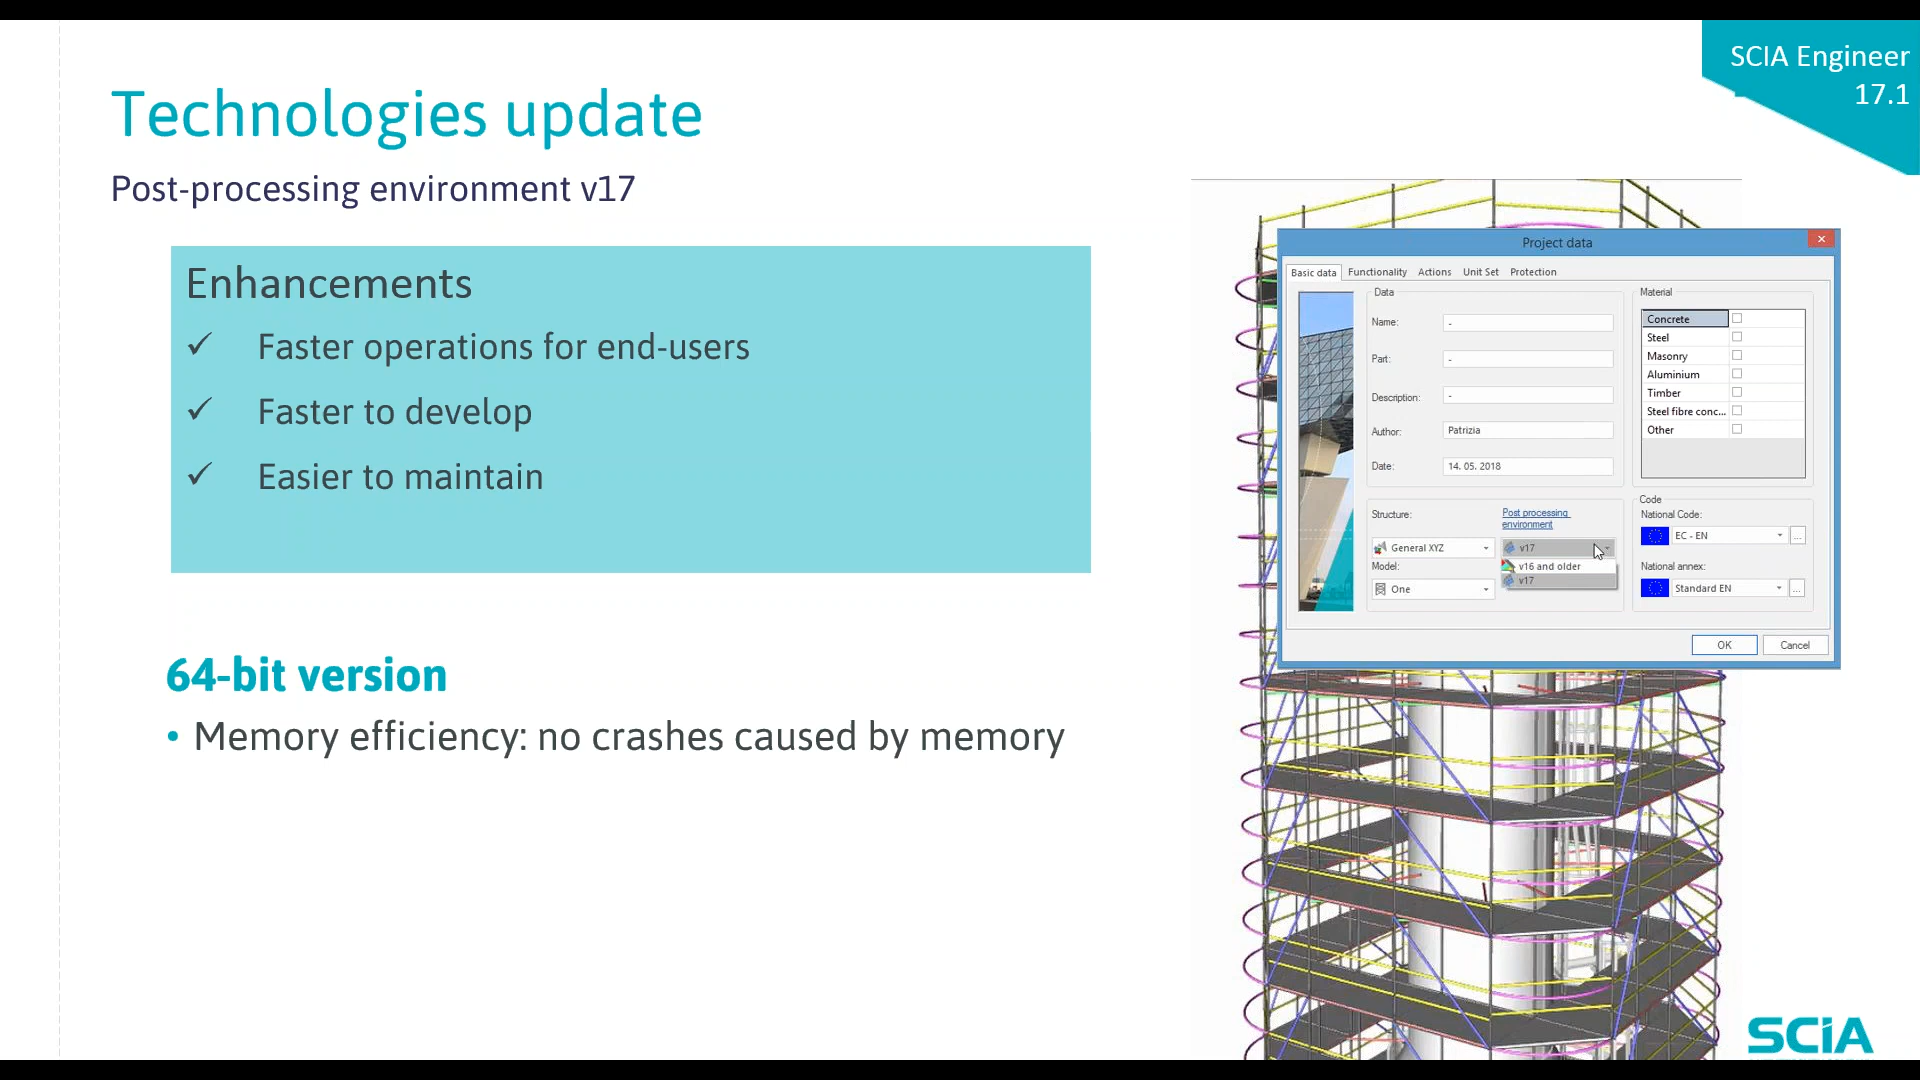 SCIA Engineer
17.1
Technologies update
Post-processing environment v17
Enhancements
✓ Faster operations for end-users
✓ Faster to develop
✓ Easier to maintain
64-bit version
• Memory efficiency: no crashes caused by memory
Project data
Basic data Functionality Actions Unit Set Protection
Data
Name: -
Part: -
Description: -
Author: Patrizia
Date: 14. 05. 2018
Material
Concrete
Steel
Masonry
Aluminium
Timber
Steel fibre conc...
Other
Structure:
General XYZ
Model:
One
Post processing
environment
v17
v16 and older
v17
Code
National Code:
EC - EN ...
National annex:
Standard EN ...
OK Cancel
SCiA